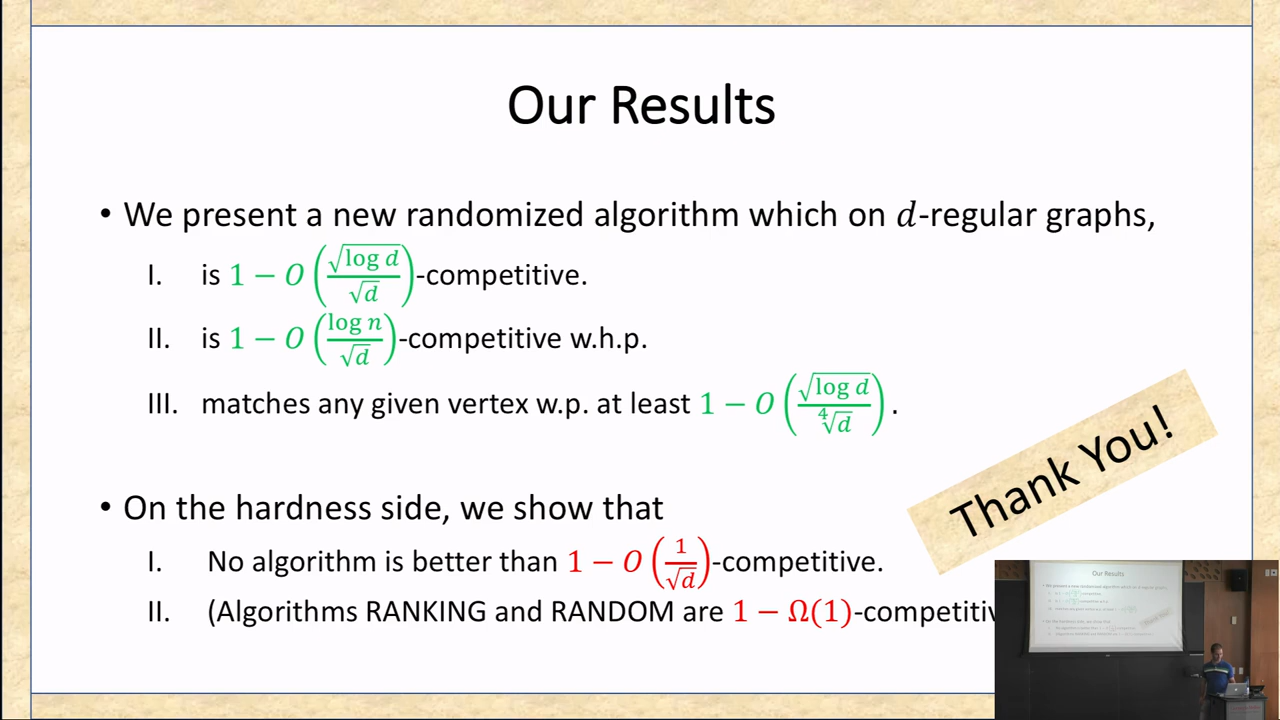 Our Results
• We present a new randomized algorithm which on d-regular graphs,
I. is 1 − O(√log d / √d)-competitive.
II. is 1 − O(log n / √d)-competitive w.h.p.
III. matches any given vertex w.p. at least 1 − O(√log d / ∜d).
• On the hardness side, we show that
I. No algorithm is better than 1 − O(1 / √d)-competitive.
II. (Algorithms RANKING and RANDOM are 1 − Ω(1)-competitiv
Thank You!
Our Results